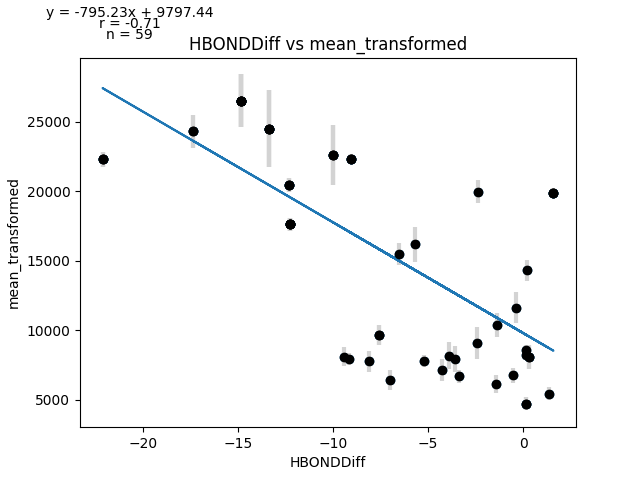 y = -795.23x + 9797.44
r = -0.71
n = 59
HBONDDiff vs mean_transformed
mean_transformed
25000
20000
15000
10000
5000
−20
−15
−10
−5
0
HBONDDiff